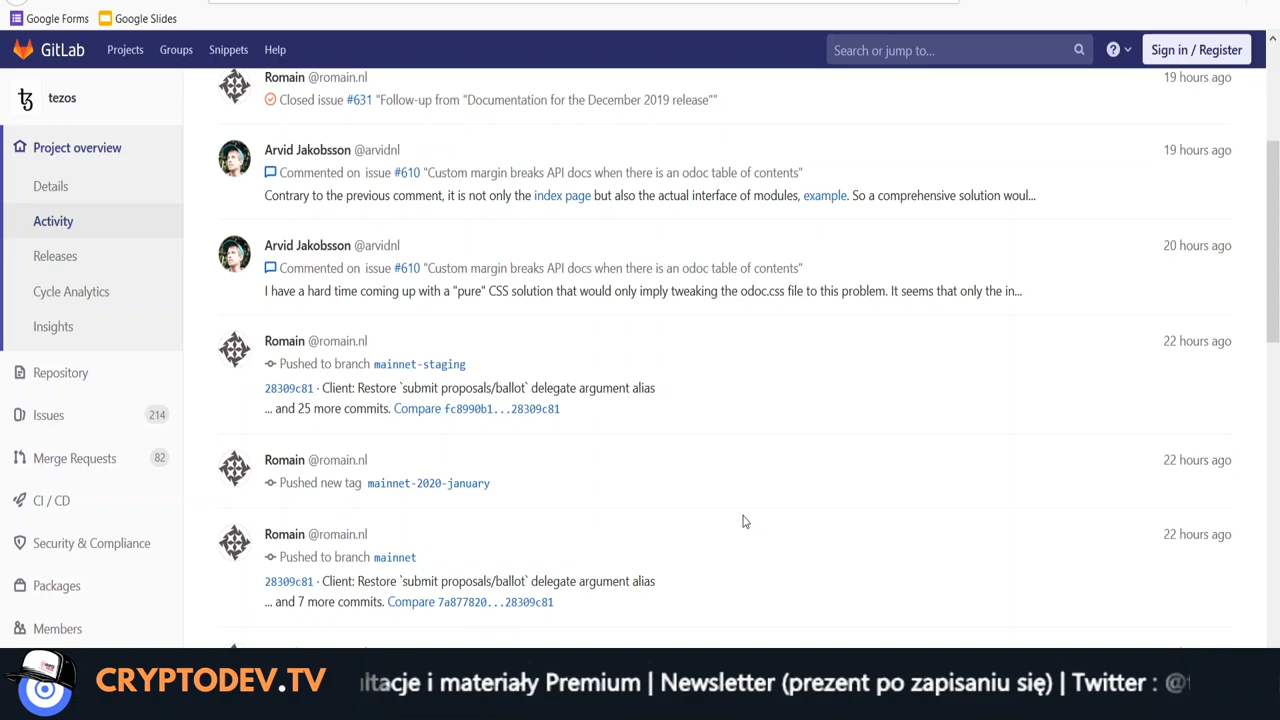 Google Forms Google Slides
GitLab Projects Groups Snippets Help Search or jump to... Sign in / Register
tezos
Project overview
Details
Activity
Releases
Cycle Analytics
Insights
Repository
Issues 214
Merge Requests 82
CI / CD
Security & Compliance
Packages
Members
Romain @romain.nl 19 hours ago
Closed issue #631 "Follow-up from "Documentation for the December 2019 release""
Arvid Jakobsson @arvidnl 19 hours ago
Commented on issue #610 "Custom margin breaks API docs when there is an odoc table of contents"
Contrary to the previous comment, it is not only the index page but also the actual interface of modules, example. So a comprehensive solution woul...
Arvid Jakobsson @arvidnl 20 hours ago
Commented on issue #610 "Custom margin breaks API docs when there is an odoc table of contents"
I have a hard time coming up with a "pure" CSS solution that would only imply tweaking the odoc.css file to this problem. It seems that only the in...
Romain @romain.nl 22 hours ago
Pushed to branch mainnet-staging
28309c81 · Client: Restore `submit proposals/ballot` delegate argument alias
... and 25 more commits. Compare fc8990b1...28309c81
Romain @romain.nl 22 hours ago
Pushed new tag mainnet-2020-january
Romain @romain.nl 22 hours ago
Pushed to branch mainnet
28309c81 · Client: Restore `submit proposals/ballot` delegate argument alias
... and 7 more commits. Compare 7a877820...28309c81
CRYPTODEV.TV ltacje i materiały Premium | Newsletter (prezent po zapisaniu się) | Twitter : @